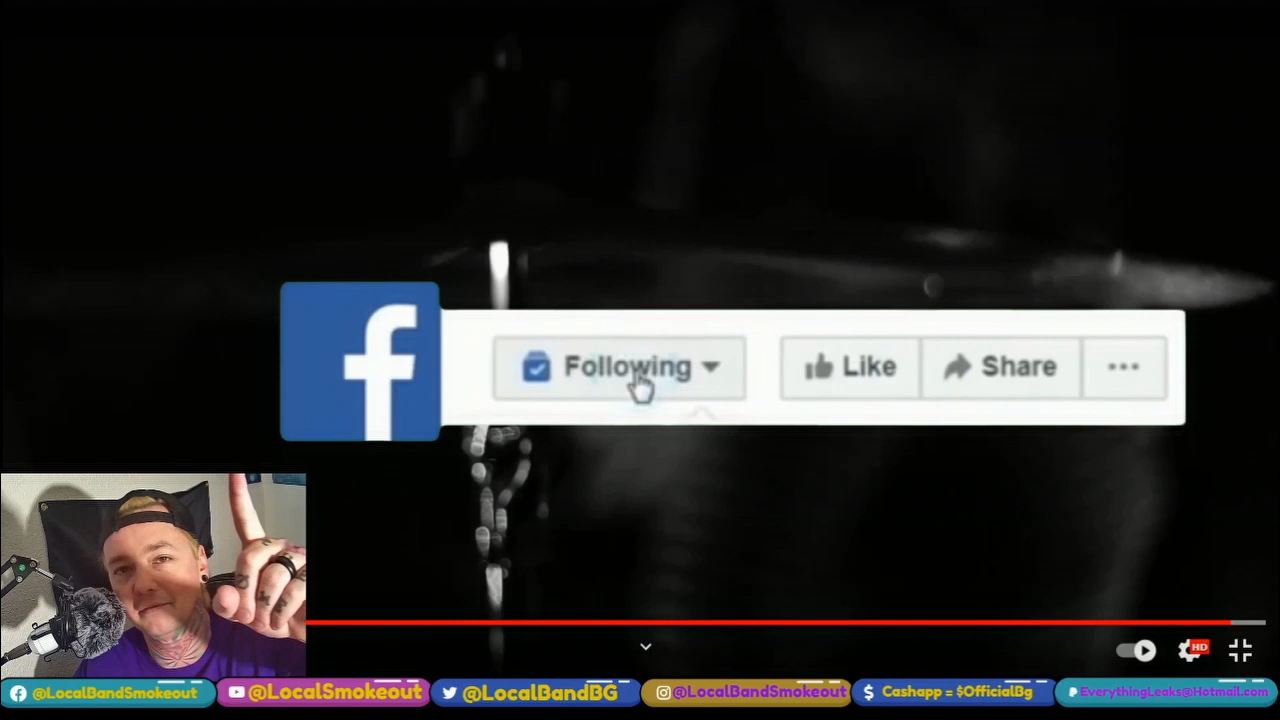 f
Following
Like
Share
HD
@LocalBandSmokeout
@LocalSmokeout
@LocalBandBG
@LocalBandSmokeout
Cashapp = $OfficialBg
EverythingLeaks@Hotmail.com